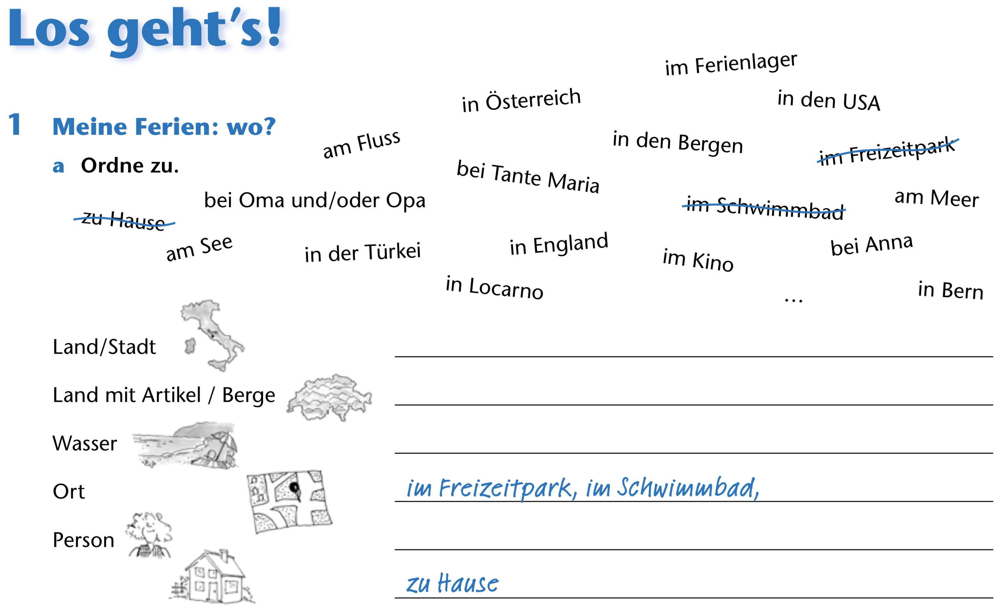 Los geht's!
im Ferienlager
in Österreich
in den USA
1 Meine Ferien: wo?
am Fluss
in den Bergen
im Freizeitpark
a Ordne zu.
bei Tante Maria
bei Oma und/oder Opa
im Schwimmbad
am Meer
zu Hause
am See
in der Türkei
in England
im Kino
bei Anna
in Locarno
...
in Bern
Land/Stadt
Land mit Artikel / Berge
Wasser
Ort im Freizeitpark, im Schwimmbad,
Person
zu Hause